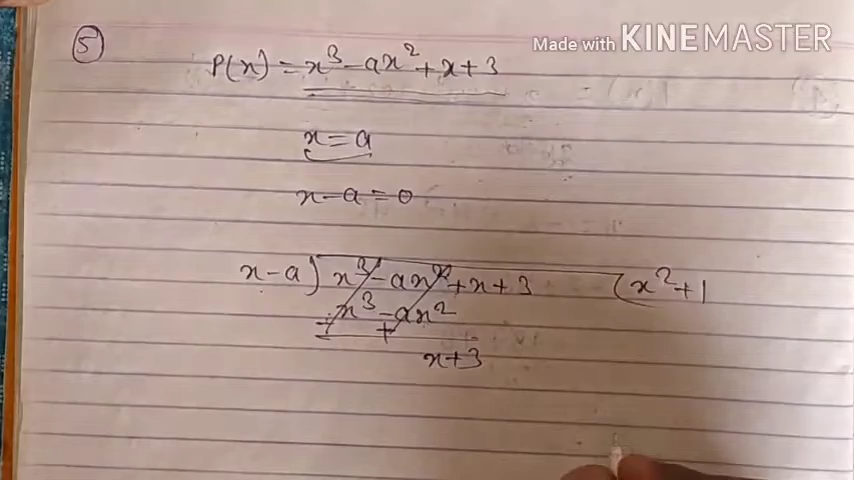 Made with KINEMASTER
5
P(x) = x³ - ax² + x + 3
x = a
x - a = 0
x - a ) x³ - ax² + x + 3 ( x² + 1
x³ - ax²
- +
x + 3